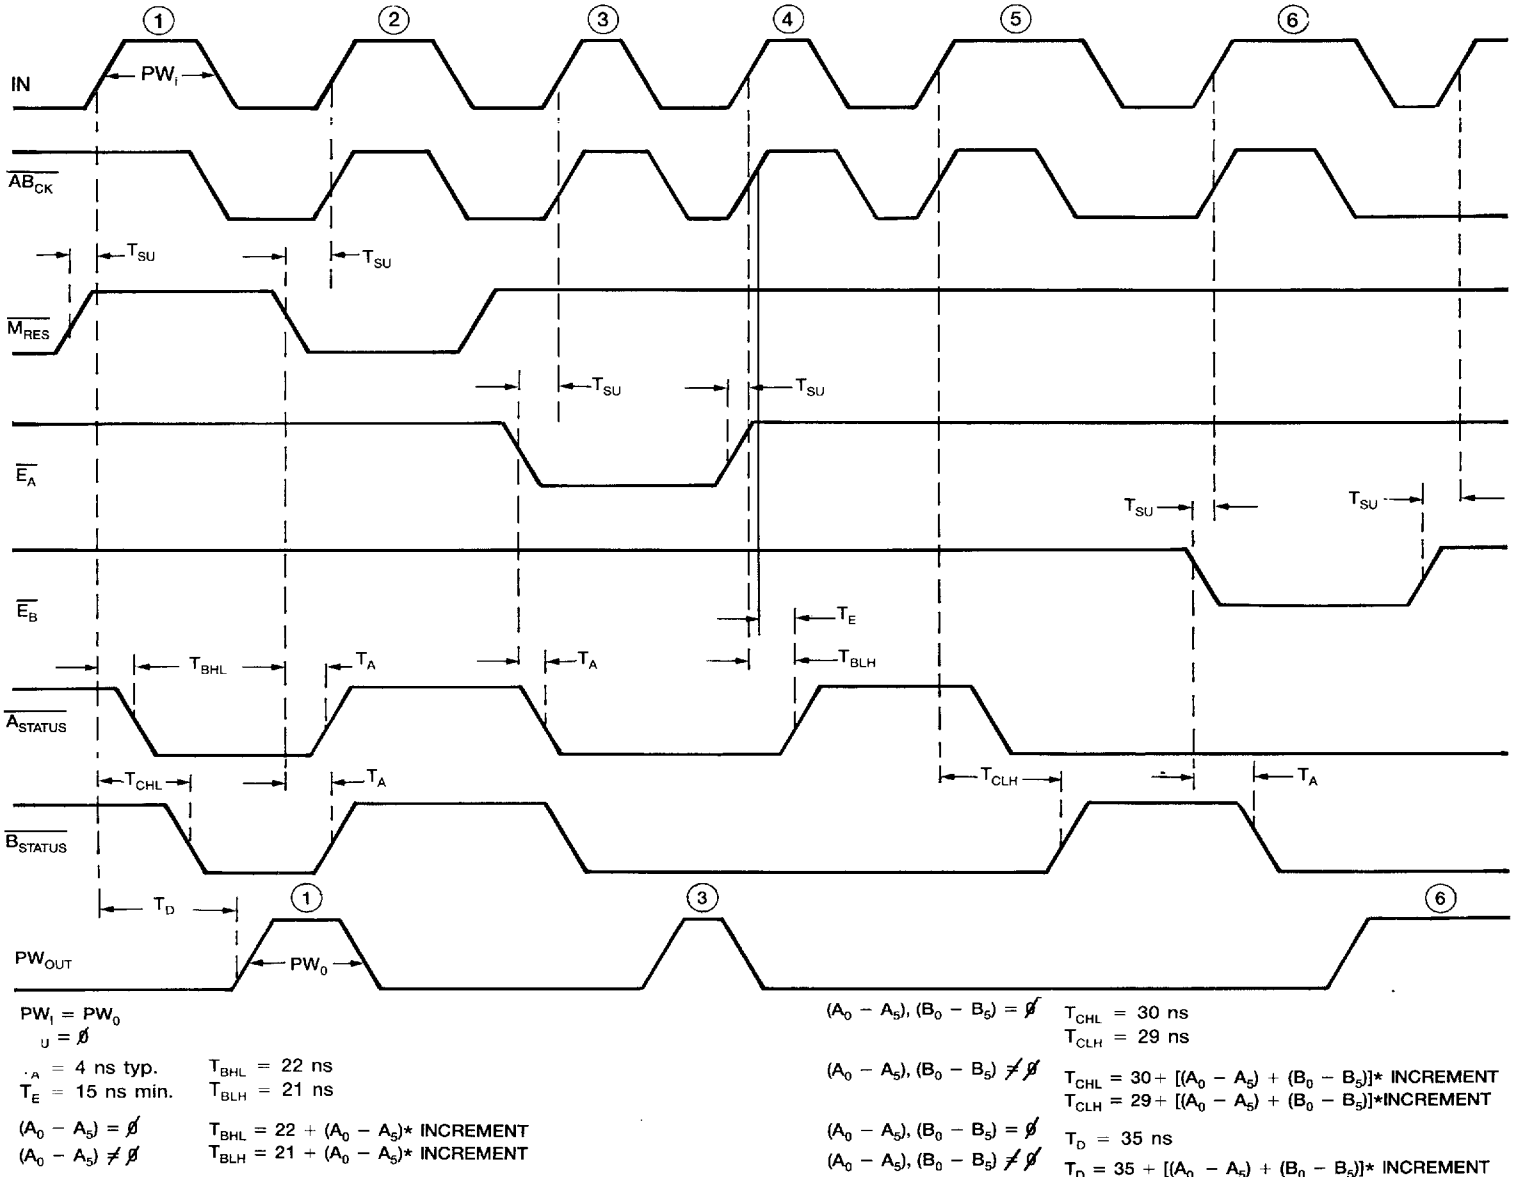 1 2 3 4 5 6
IN
PWi
AB̅C̅K̅
TSU TSU
MRES
TSU TSU
EA
TSU TSU
EB
TE
TBHL TA TA TBLH
ASTATUS
TCHL TA TCLH TA
BSTATUS
1 3 6
TD
PWOUT
PW0
PWI = PW0
U = Ø
A = 4 ns typ.
TE = 15 ns min.
(A0 − A5) = Ø
(A0 − A5) ≠ Ø
TBHL = 22 ns
TBLH = 21 ns
TBHL = 22 + (A0 − A5)* INCREMENT
TBLH = 21 + (A0 − A5)* INCREMENT
(A0 − A5), (B0 − B5) = Ø
TCHL = 30 ns
TCLH = 29 ns
(A0 − A5), (B0 − B5) ≠ Ø
TCHL = 30 + [(A0 − A5) + (B0 − B5)]* INCREMENT
TCLH = 29 + [(A0 − A5) + (B0 − B5)]*INCREMENT
(A0 − A5), (B0 − B5) = Ø
TD = 35 ns
(A0 − A5), (B0 − B5) ≠ Ø
TD = 35 + [(A0 − A5) + (B0 − B5)]* INCREMENT